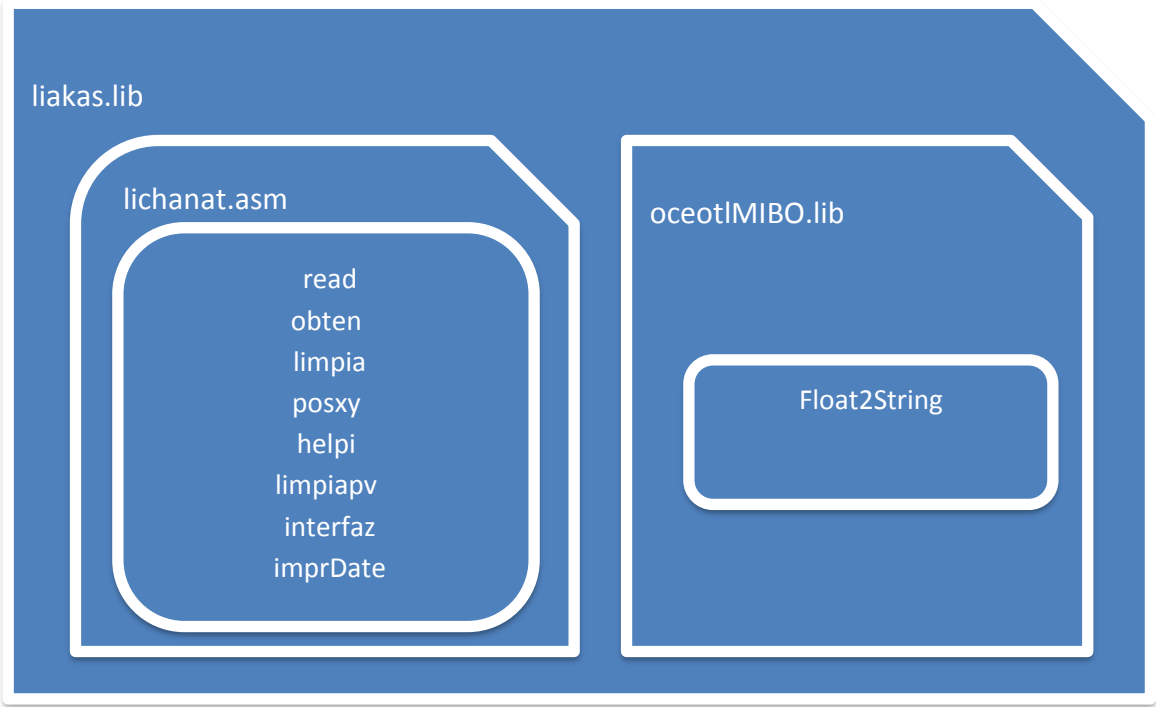 liakas.lib
lichanat.asm
read
obten
limpia
posxy
helpi
limpiapv
interfaz
imprDate
oceotlMIBO.lib
Float2String